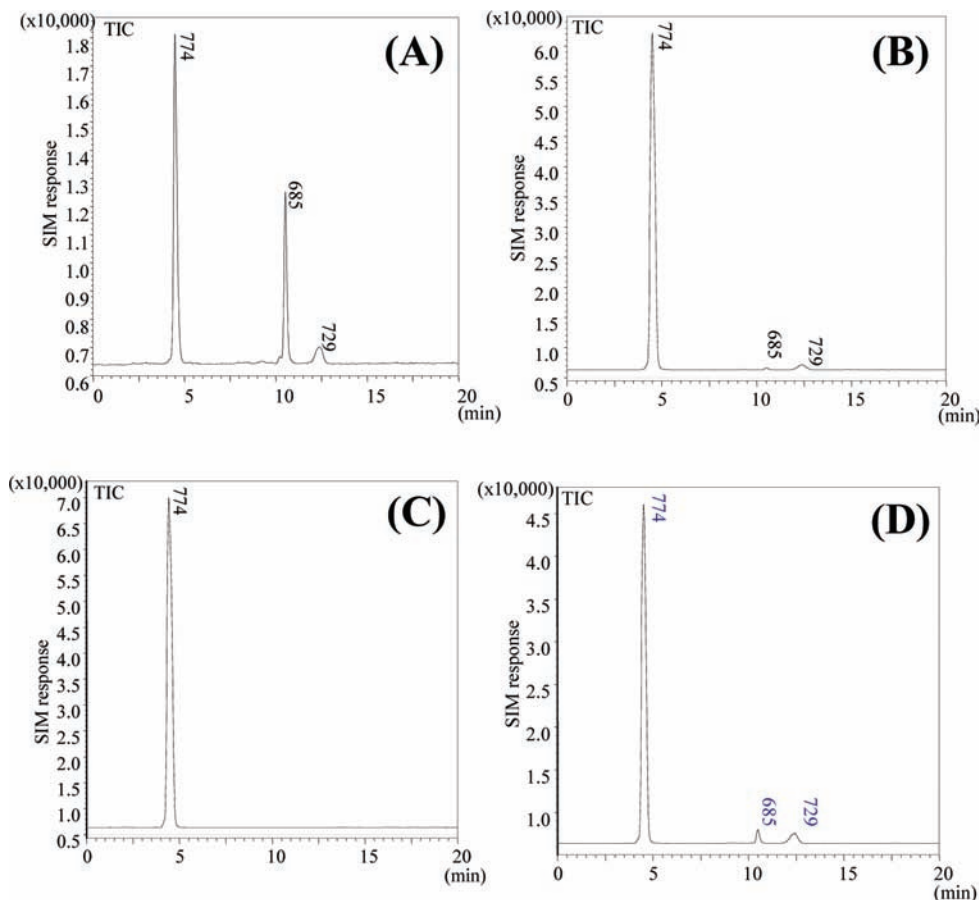 (x10,000)
TIC
(A)
774
685
729
1.8
1.7
1.6
1.5
1.4
1.3
1.2
1.1
1.0
0.9
0.8
0.7
0.6
SIM response
0 5 10 15 20
(min)
(x10,000)
TIC
(B)
774
685
729
6.0
5.5
5.0
4.5
4.0
3.5
3.0
2.5
2.0
1.5
1.0
0.5
SIM response
0 5 10 15 20
(min)
(x10,000)
TIC
(C)
774
7.0
6.5
6.0
5.5
5.0
4.5
4.0
3.5
3.0
2.5
2.0
1.5
1.0
0.5
SIM response
0 5 10 15 20
(min)
(x10,000)
TIC
(D)
774
685
729
4.5
4.0
3.5
3.0
2.5
2.0
1.5
1.0
SIM response
0 5 10 15 20
(min)